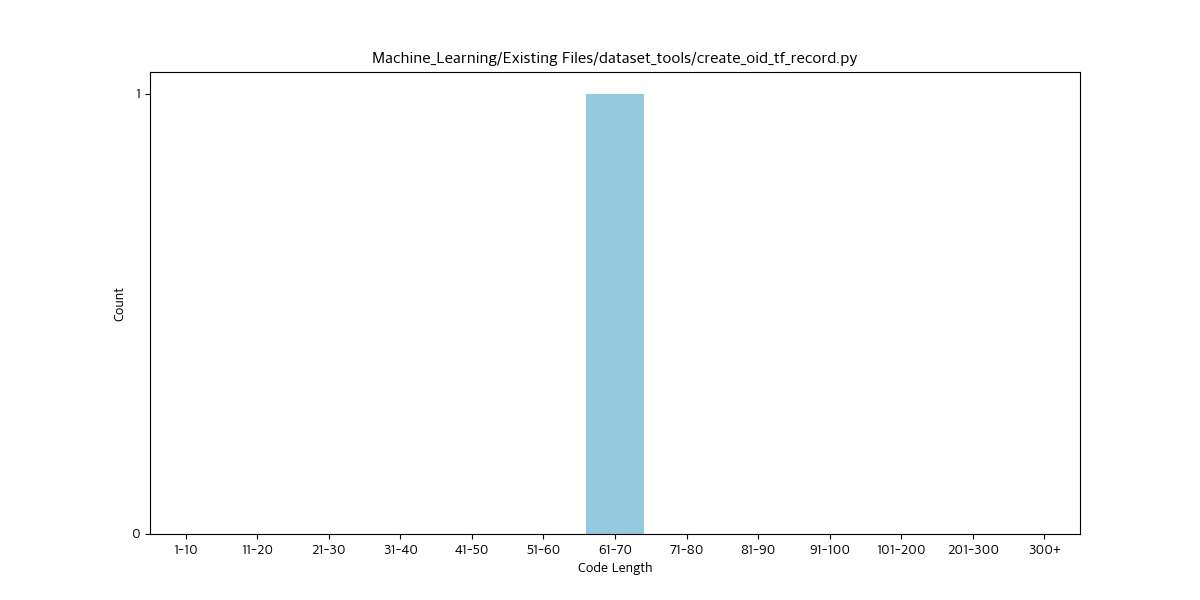 Machine_Learning/Existing Files/dataset_tools/create_oid_tf_record.py
1
Count
0
1-10 11-20 21-30 31-40 41-50 51-60 61-70 71-80 81-90 91-100 101-200 201-300 300+
Code Length